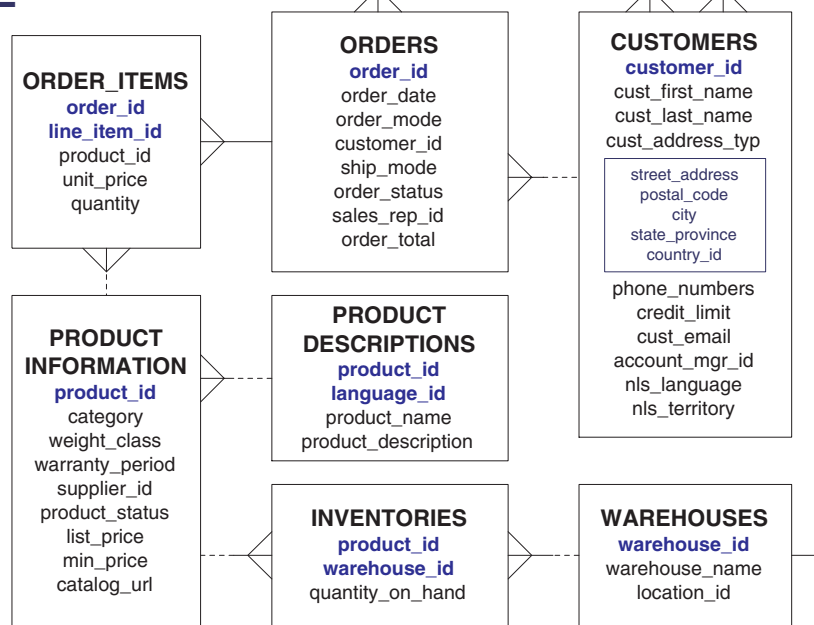 ORDER_ITEMS
order_id
line_item_id
product_id
unit_price
quantity
ORDERS
order_id
order_date
order_mode
customer_id
ship_mode
order_status
sales_rep_id
order_total
CUSTOMERS
customer_id
cust_first_name
cust_last_name
cust_address_typ
street_address
postal_code
city
state_province
country_id
phone_numbers
credit_limit
cust_email
account_mgr_id
nls_language
nls_territory
PRODUCT
INFORMATION
product_id
category
weight_class
warranty_period
supplier_id
product_status
list_price
min_price
catalog_url
PRODUCT
DESCRIPTIONS
product_id
language_id
product_name
product_description
INVENTORIES
product_id
warehouse_id
quantity_on_hand
WAREHOUSES
warehouse_id
warehouse_name
location_id